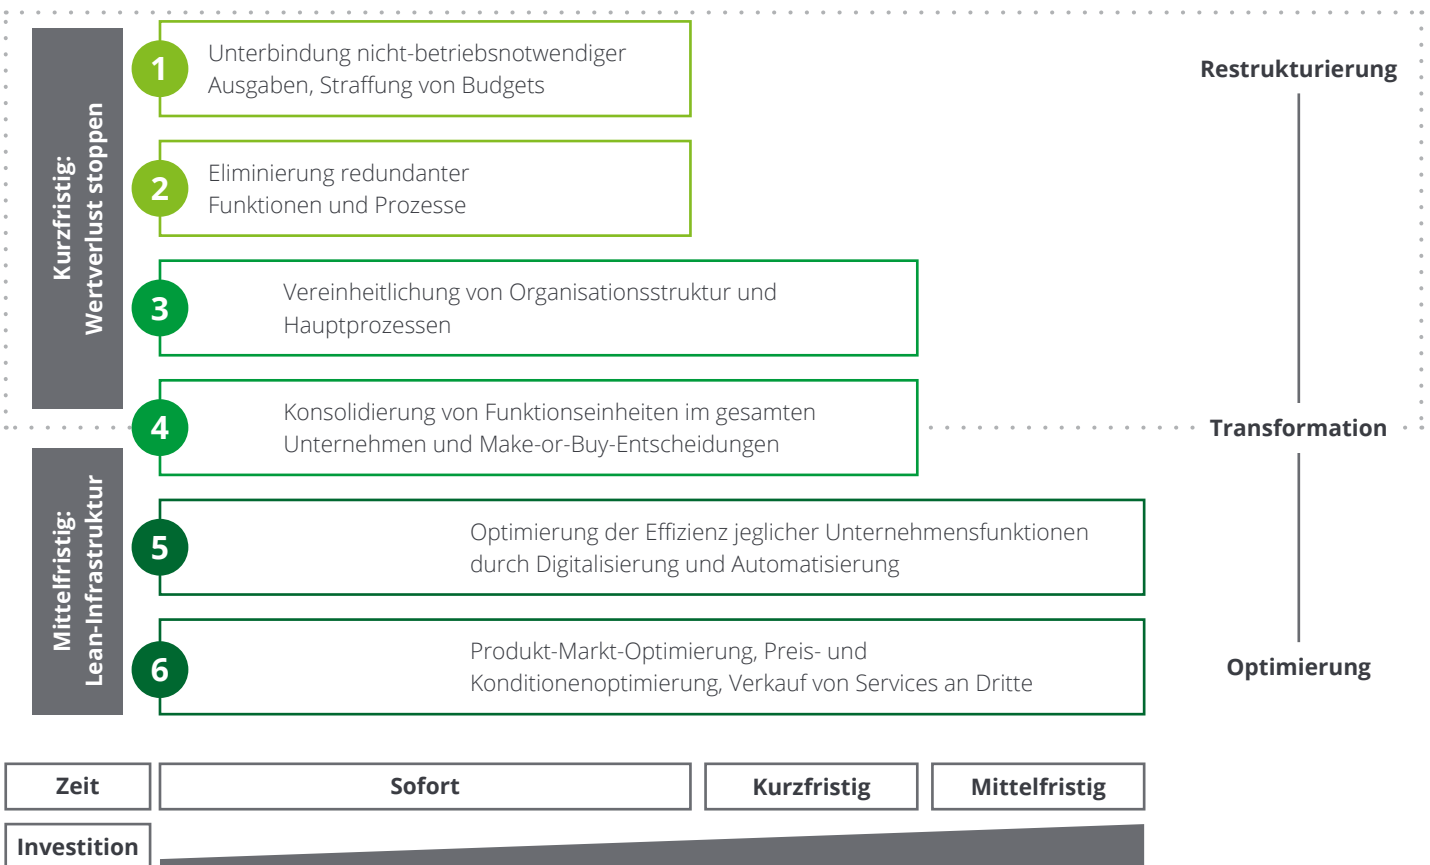 Kurzfristig:
Wertverlust stoppen
1
Unterbindung nicht-betriebsnotwendiger
Ausgaben, Straffung von Budgets
Restrukturierung
2
Eliminierung redundanter
Funktionen und Prozesse
3
Vereinheitlichung von Organisationsstruktur und
Hauptprozessen
4
Konsolidierung von Funktionseinheiten im gesamten
Unternehmen und Make-or-Buy-Entscheidungen
Transformation
Mittelfristig:
Lean-Infrastruktur
5
Optimierung der Effizienz jeglicher Unternehmensfunktionen
durch Digitalisierung und Automatisierung
6
Produkt-Markt-Optimierung, Preis- und
Konditionenoptimierung, Verkauf von Services an Dritte
Optimierung
Zeit
Sofort
Kurzfristig
Mittelfristig
Investition